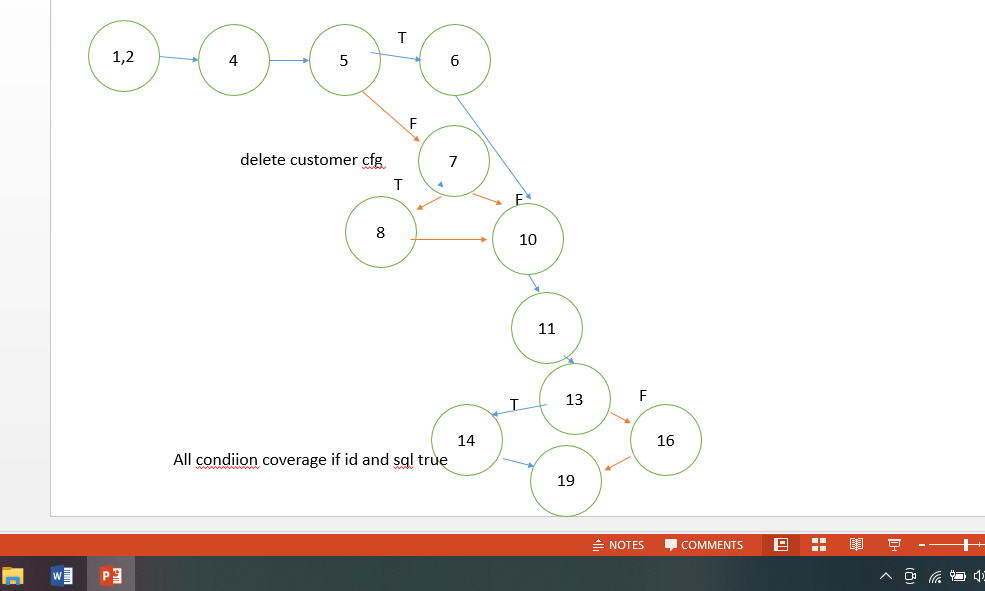 1,2
4
5
T
6
F
delete customer cfg
7
T
F
8
10
11
13
F
T
14
16
All condiion coverage if id and sql true
19
NOTES
COMMENTS
W
P